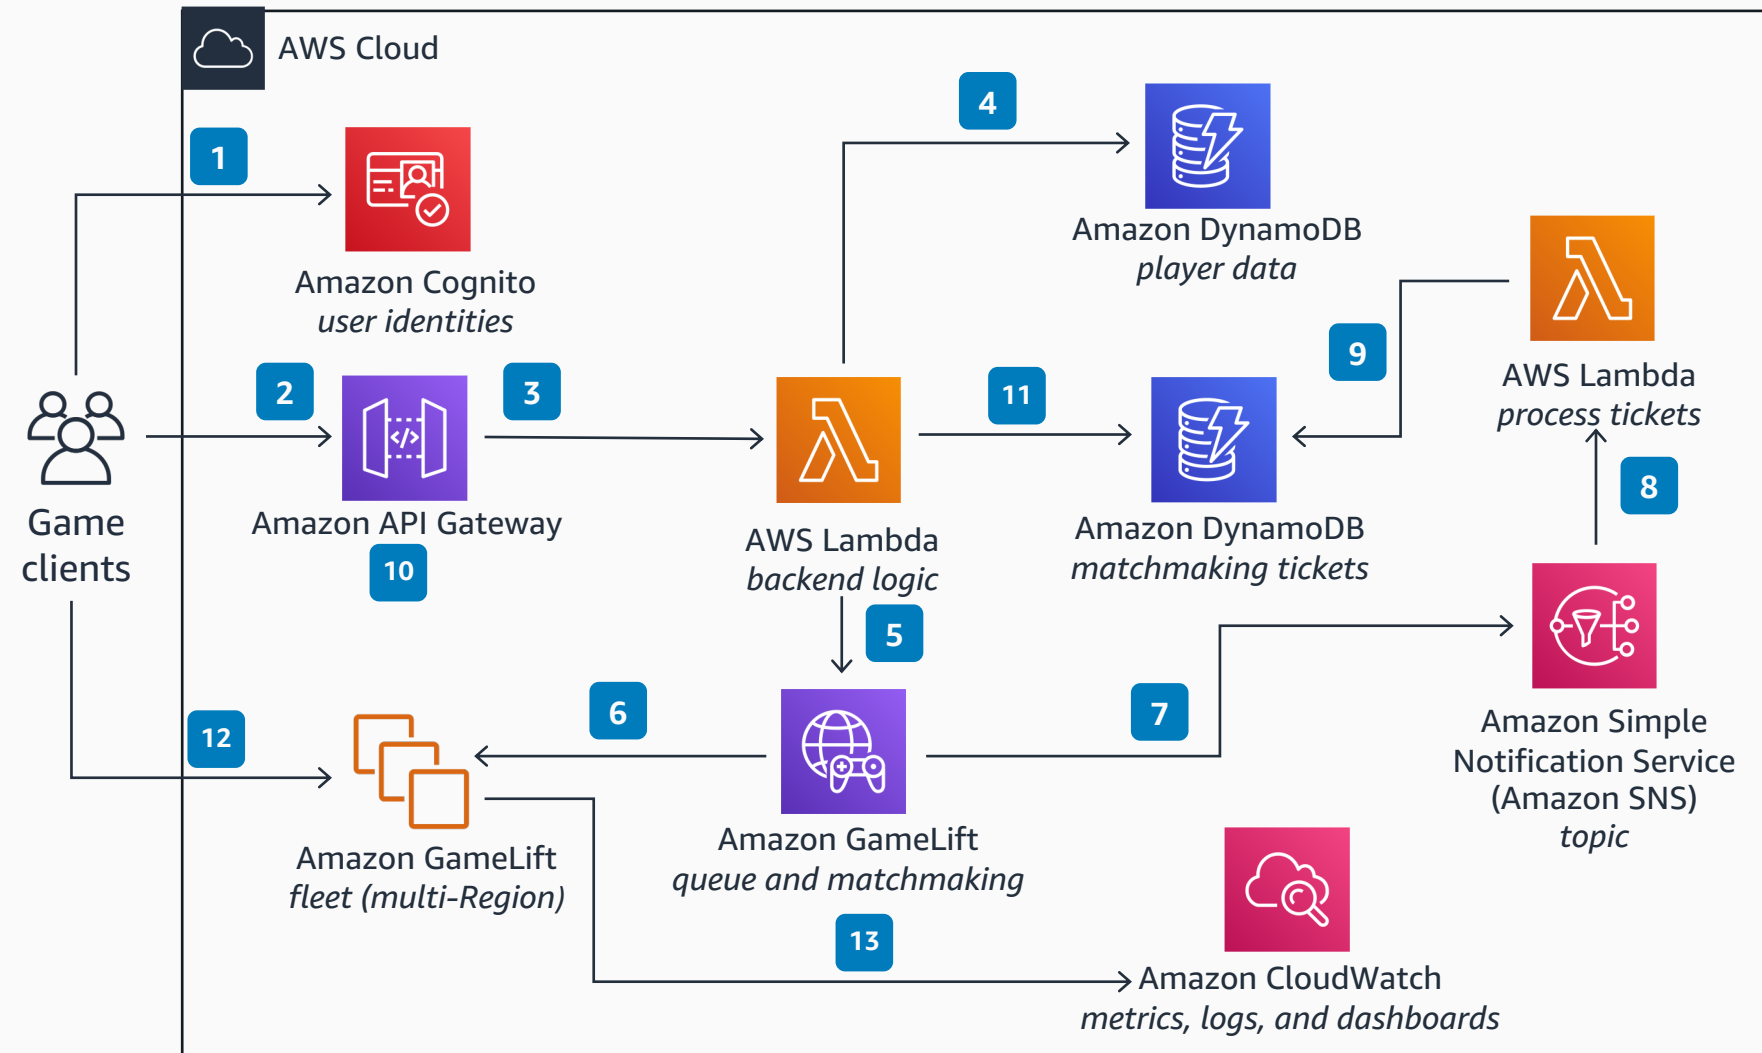 AWS Cloud
1
4
Amazon Cognito
user identities
Amazon DynamoDB
player data
2
3
11
9
AWS Lambda
process tickets
8
</>
Game
clients
Amazon API Gateway
10
AWS Lambda
backend logic
Amazon DynamoDB
matchmaking tickets
5
12
6
7
Amazon Simple
Notification Service
(Amazon SNS)
topic
Amazon GameLift
fleet (multi-Region)
Amazon GameLift
queue and matchmaking
13
Amazon CloudWatch
metrics, logs, and dashboards